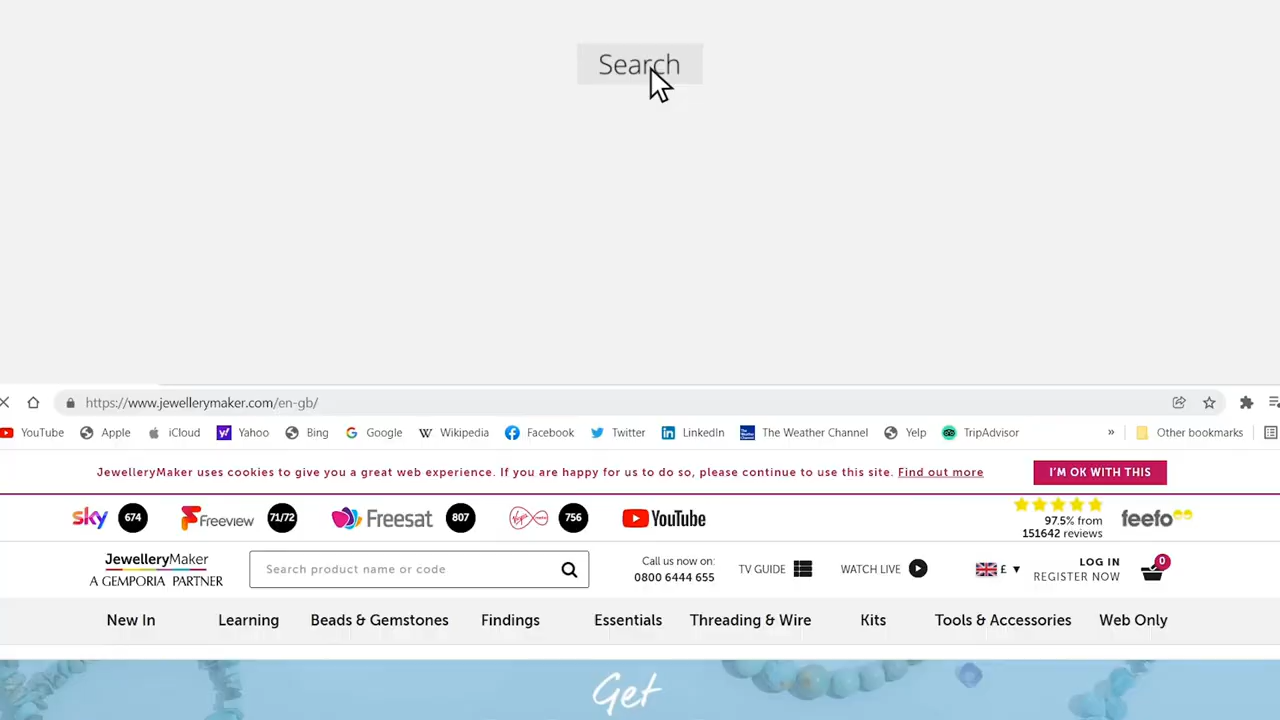 Search
https://www.jewellerymaker.com/en-gb/
YouTube Apple iCloud Yahoo Bing Google Wikipedia Facebook Twitter LinkedIn The Weather Channel Yelp TripAdvisor » Other bookmarks
JewelleryMaker uses cookies to give you a great web experience. If you are happy for us to do so, please continue to use this site. Find out more I'M OK WITH THIS
sky 674 Freeview 71/72 Freesat 807 Virgin media 756 YouTube 97.5% from feefo
151642 reviews
JewelleryMaker Search product name or code Call us now on: TV GUIDE WATCH LIVE £ LOG IN 0
A GEMPORIA PARTNER 0800 6444 655 REGISTER NOW
New In Learning Beads & Gemstones Findings Essentials Threading & Wire Kits Tools & Accessories Web Only
Get